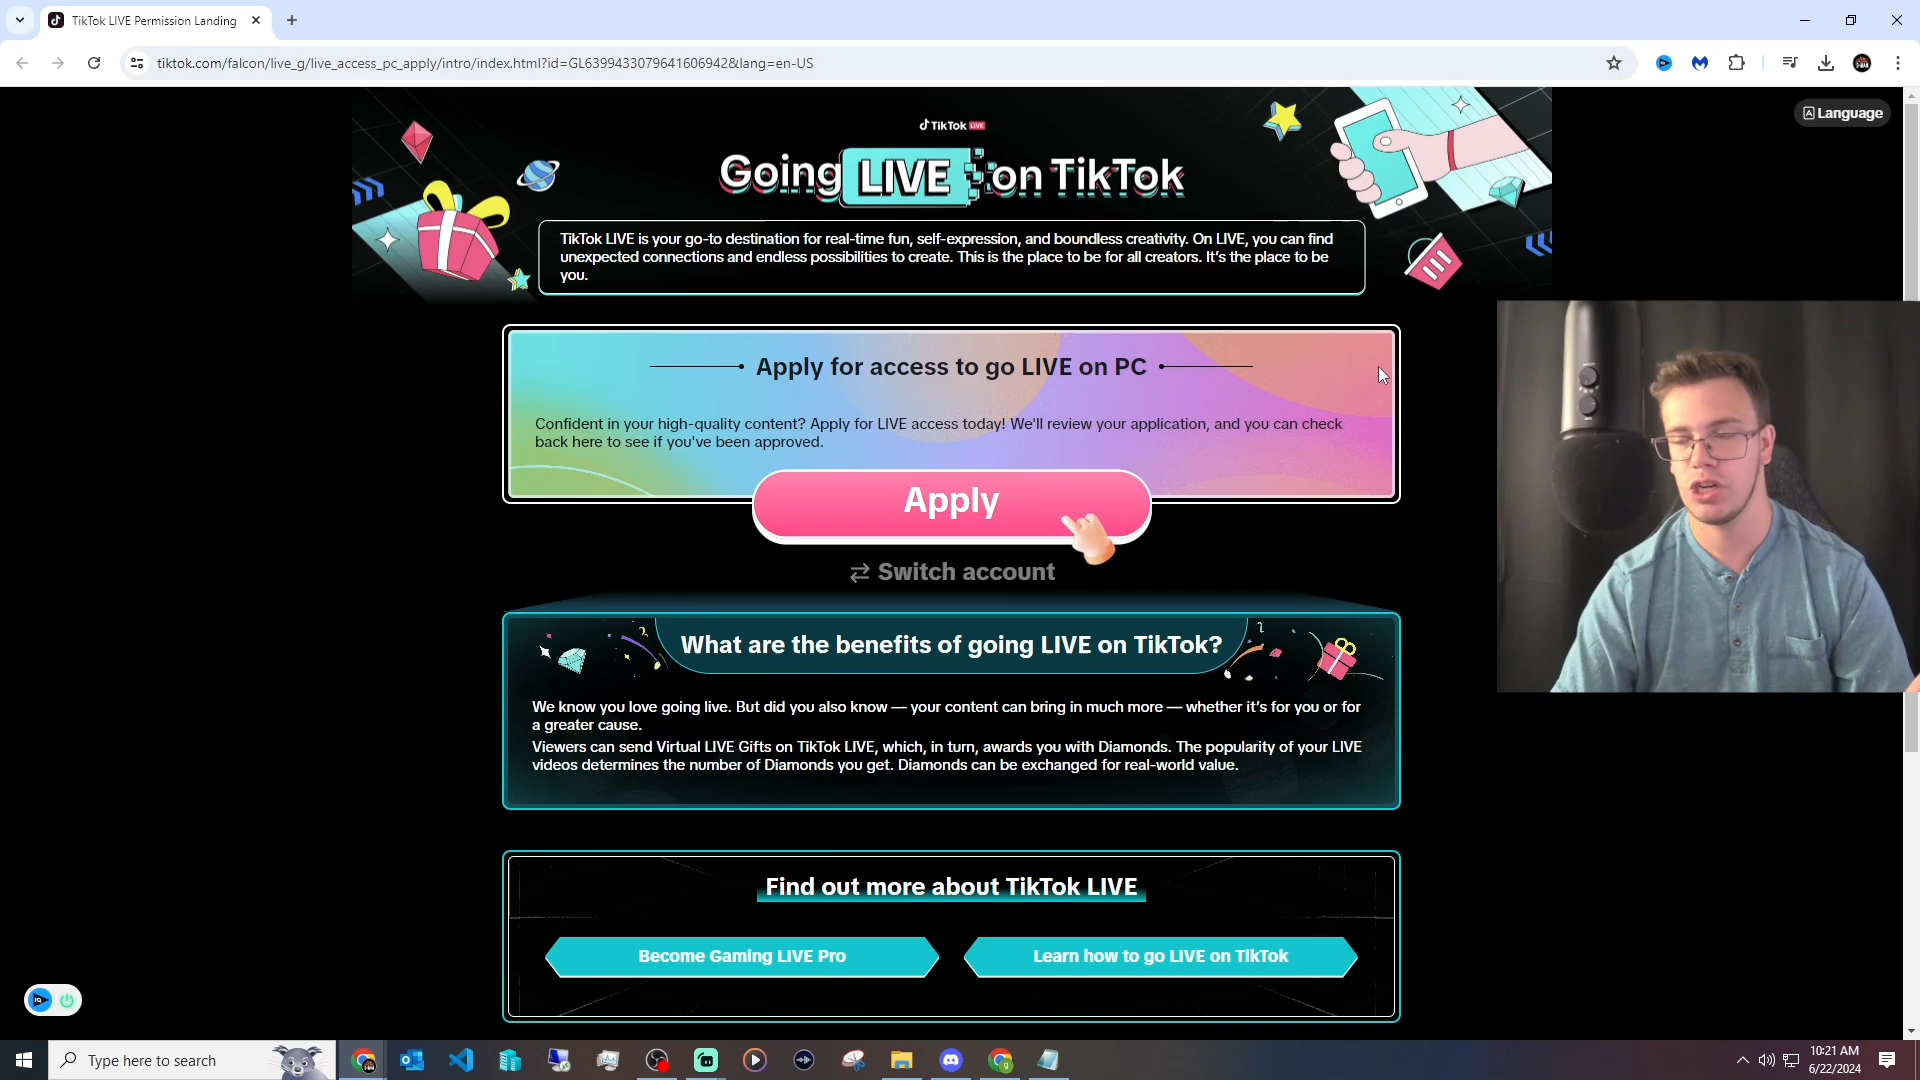 TikTok LIVE Permission Landing
tiktok.com/falcon/live_g/live_access_pc_apply/intro/index.html?id=GL6399433079641606942&lang=en-US
Language
TikTok LIVE
Going LIVE on TikTok
TikTok LIVE is your go-to destination for real-time fun, self-expression, and boundless creativity. On LIVE, you can find
unexpected connections and endless possibilities to create. This is the place to be for all creators. It's the place to be
you.
Apply for access to go LIVE on PC
Confident in your high-quality content? Apply for LIVE access today! We'll review your application, and you can check
back here to see if you've been approved.
Apply
Switch account
What are the benefits of going LIVE on TikTok?
We know you love going live. But did you also know — your content can bring in much more — whether it's for you or for
a greater cause.
Viewers can send Virtual LIVE Gifts on TikTok LIVE, which, in turn, awards you with Diamonds. The popularity of your LIVE
videos determines the number of Diamonds you get. Diamonds can be exchanged for real-world value.
Find out more about TikTok LIVE
Become Gaming LIVE Pro
Learn how to go LIVE on TikTok
Type here to search
10:21 AM
6/22/2024